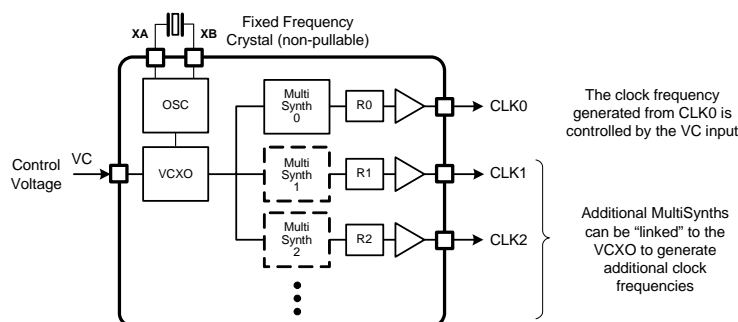 Fixed Frequency
Crystal (non-pullable)
XA
XB
OSC
Multi
Synth
0
R0
CLK0
The clock frequency
generated from CLK0 is
controlled by the VC input
Control
Voltage
VC
VCXO
Multi
Synth
1
R1
CLK1
Multi
Synth
2
R2
CLK2
Additional MultiSynths
can be “linked” to the
VCXO to generate
additional clock
frequencies